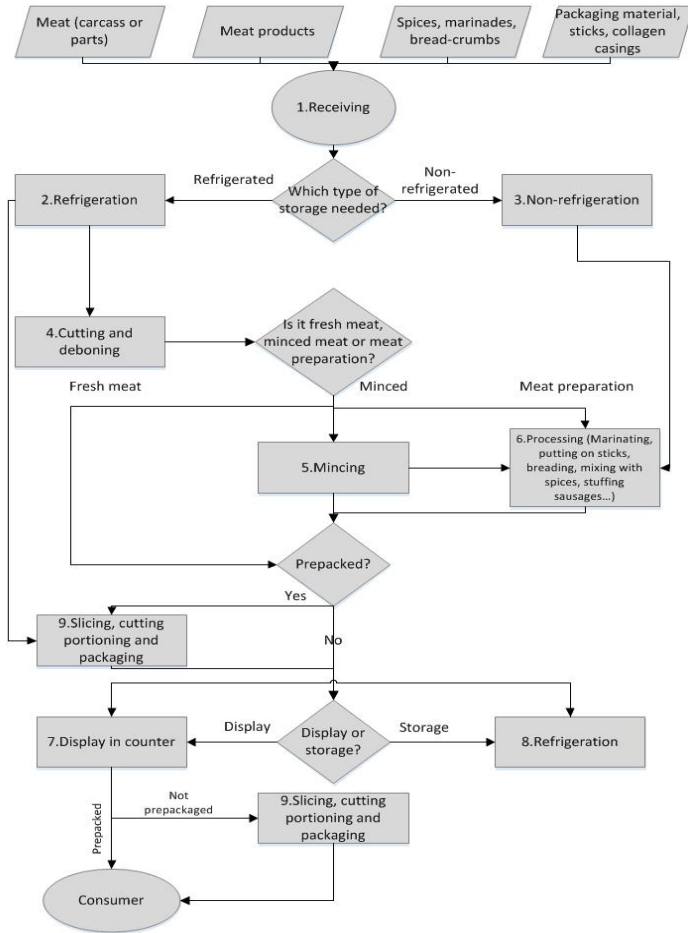 Meat (carcass or
parts)
Meat products
Spices, marinades,
bread-crumbs
Packaging material,
sticks, collagen
casings
1.Receiving
Refrigerated
Which type of
storage needed?
Non-
refrigerated
2.Refrigeration
3.Non-refrigeration
4.Cutting and
deboning
Is it fresh meat,
minced meat or meat
preparation?
Fresh meat
Minced
Meat preparation
5.Mincing
6.Processing (Marinating,
putting on sticks,
breading, mixing with
spices, stuffing
sausages...)
Prepacked?
Yes
No
9.Slicing, cutting
portioning and
packaging
7.Display in counter
Display
Display or
storage?
Storage
8.Refrigeration
Prepacked
Not
prepackaged
9.Slicing, cutting
portioning and
packaging
Consumer